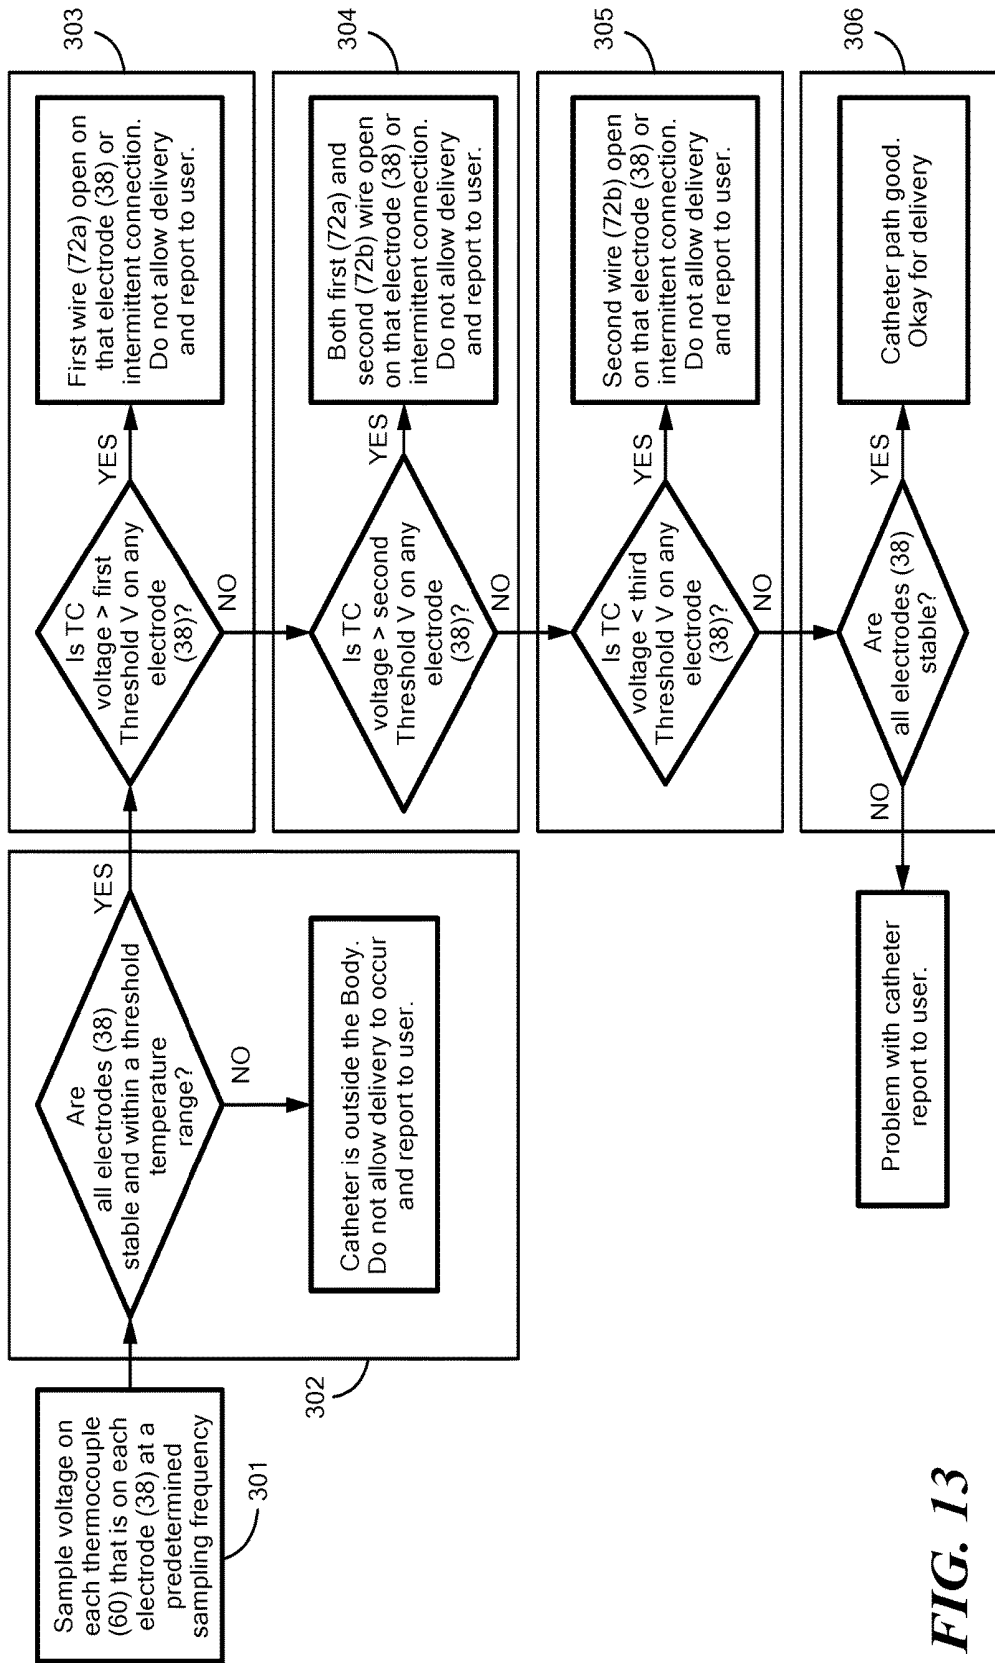 Sample voltage on
each thermocouple
(60) that is on each
electrode (38) at a
predetermined
sampling frequency
301
Are
all electrodes (38)
stable and within a threshold
temperature
range?
YES
NO
Catheter is outside the Body.
Do not allow delivery to occur
and report to user.
302
Is TC
voltage > first
Threshold V on any
electrode
(38)?
YES
NO
First wire (72a) open on
that electrode (38) or
intermittent connection.
Do not allow delivery
and report to user.
303
Is TC
voltage > second
Threshold V on any
electrode
(38)?
YES
NO
Both first (72a) and
second (72b) wire open
on that electrode (38) or
intermittent connection.
Do not allow delivery
and report to user.
304
Is TC
voltage < third
Threshold V on any
electrode
(38)?
YES
NO
Second wire (72b) open
on that electrode (38) or
intermittent connection.
Do not allow delivery
and report to user.
305
Are
all electrodes (38)
stable?
YES
NO
Catheter path good.
Okay for delivery
306
Problem with catheter
report to user.
FIG. 13